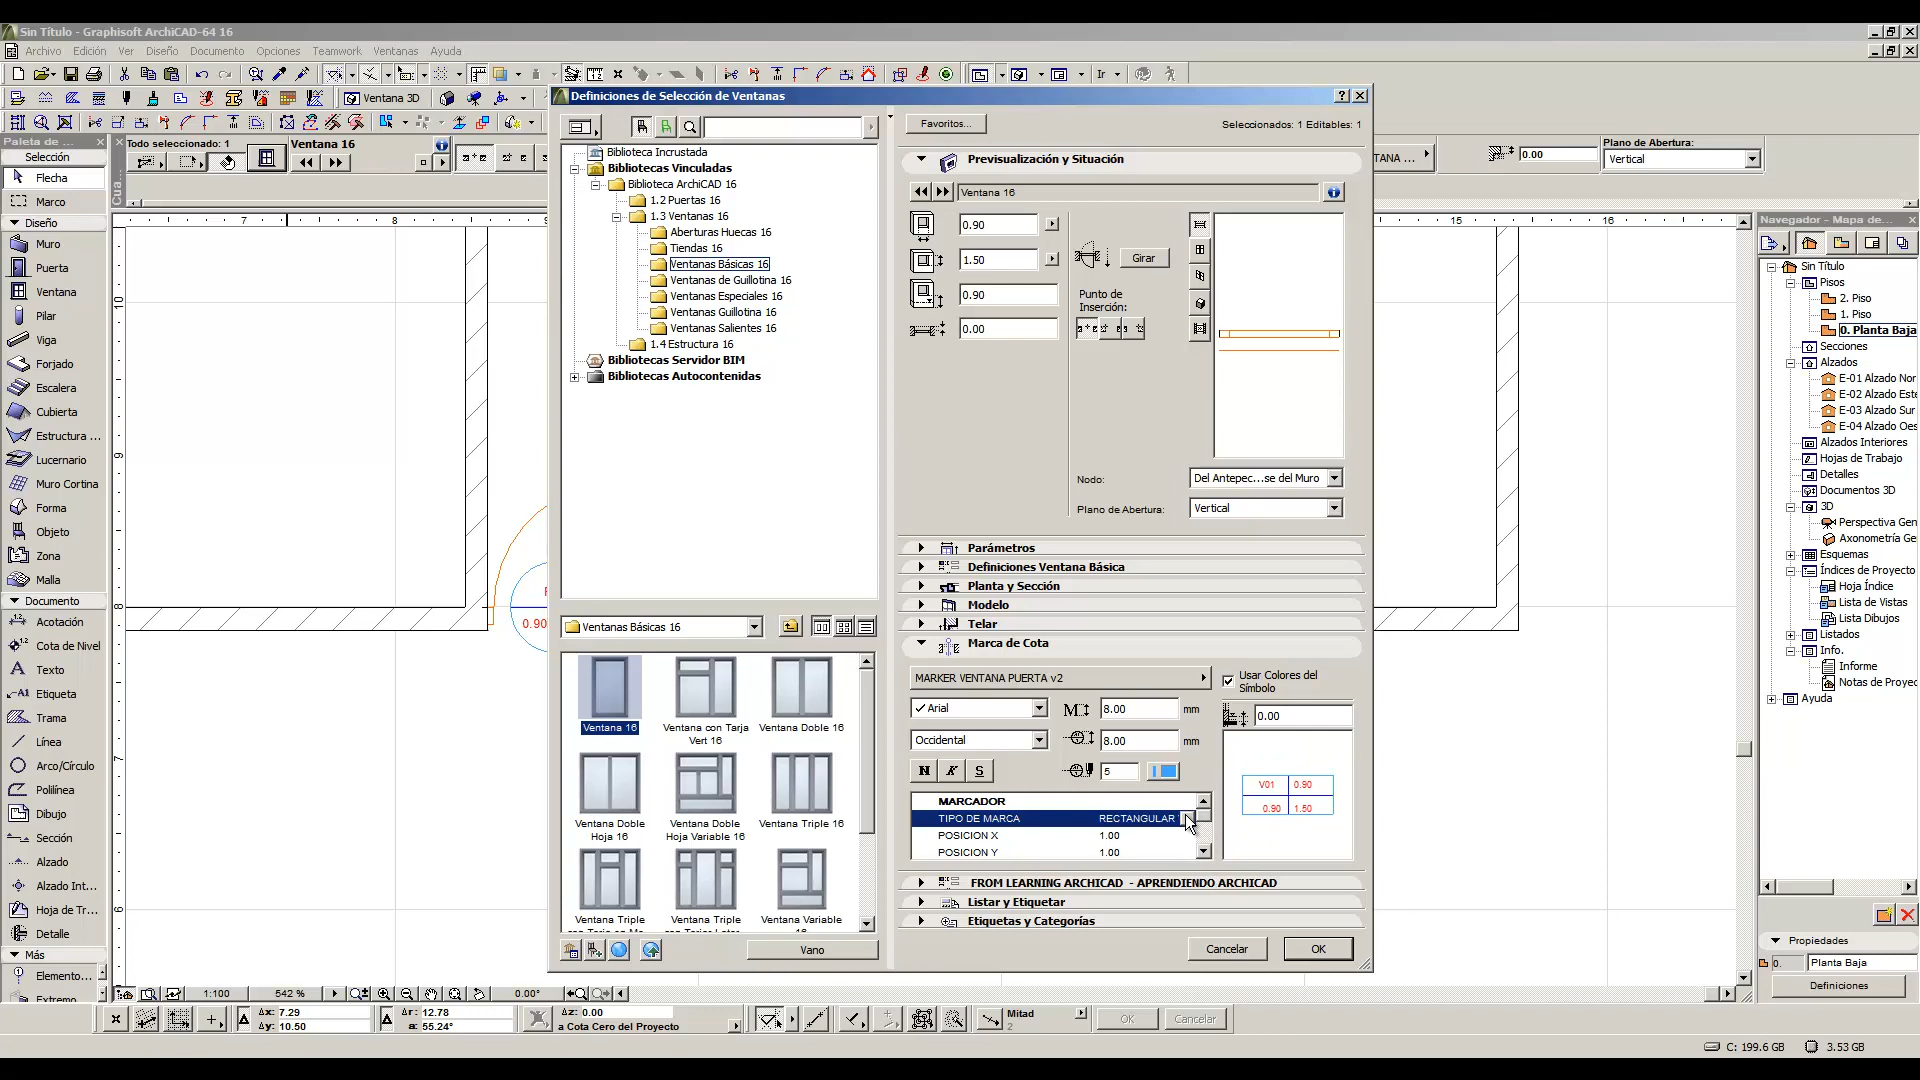 Sin Título - Graphisoft ArchiCAD-64 16
Archivo Edición Ver Diseño Documento Opciones Teamwork Ventanas Ayuda
Ventana 3D
Paleta de ...
Selección
Flecha
Marco
Diseño
Muro
Puerta
Ventana
Pilar
Viga
Forjado
Escalera
Cubierta
Estructura ...
Lucernario
Muro Cortina
Forma
Objeto
Zona
Malla
Documento
Acotación
Cota de Nivel
Texto
Etiqueta
Trama
Línea
Arco/Círculo
Polilínea
Dibujo
Sección
Alzado
Alzado Int...
Hoja de Tr...
Detalle
Más
Elemento...
Extremo
Todo seleccionado: 1
Ventana 16
Cua...
7 8 9
10
9
8
7
6
0.90
Definiciones de Selección de Ventanas
Biblioteca Incrustada
Bibliotecas Vinculadas
Biblioteca ArchiCAD 16
1.2 Puertas 16
1.3 Ventanas 16
Aberturas Huecas 16
Tiendas 16
Ventanas Básicas 16
Ventanas de Guillotina 16
Ventanas Especiales 16
Ventanas Guillotina 16
Ventanas Salientes 16
1.4 Estructura 16
Bibliotecas Servidor BIM
Bibliotecas Autocontenidas
Ventanas Básicas 16
Ventana 16
Ventana con Tarja Vert 16
Ventana Doble 16
Ventana Doble Hoja 16
Ventana Doble Hoja Variable 16
Ventana Triple 16
Ventana Triple
Ventana Triple
Ventana Variable
Vano
Favoritos...
Seleccionados: 1 Editables: 1
Previsualización y Situación
Ventana 16
0.90
1.50
0.90
0.00
Girar
Punto de
Inserción:
Nodo:
Del Antepec...se del Muro
Plano de Abertura:
Vertical
Parámetros
Definiciones Ventana Básica
Planta y Sección
Modelo
Telar
Marca de Cota
MARKER VENTANA PUERTA v2
Usar Colores del
Símbolo
Arial
M
8.00 mm
0.00
Occidental
8.00 mm
N K S
5
MARCADOR
TIPO DE MARCA RECTANGULAR
POSICION X 1.00
POSICION Y 1.00
V01 0.90
0.90 1.50
FROM LEARNING ARCHICAD - APRENDIENDO ARCHICAD
Listar y Etiquetar
Etiquetas y Categorías
Cancelar
OK
TANA ...
0.00
Plano de Abertura:
Vertical
15 16
Navegador - Mapa de...
Sin Título
Pisos
2. Piso
1. Piso
0. Planta Baja
Secciones
Alzados
E-01 Alzado Nor
E-02 Alzado Este
E-03 Alzado Sur
E-04 Alzado Oes
Alzados Interiores
Hojas de Trabajo
Detalles
Documentos 3D
3D
Perspectiva Gen
Axonometría Ge
Esquemas
Índices de Proyecto
Hoja Índice
Lista de Vistas
Lista Dibujos
Listados
Info.
Informe
Notas de Proyec
Ayuda
Propiedades
0. Planta Baja
Definiciones
1:100 542 % 0.00°
Δx: 7.29
Δy: 10.50
Δr: 12.78
a: 55.24°
Δz: 0.00
a Cota Cero del Proyecto
Mitad
2
OK
Cancelar
C: 199.6 GB 3.53 GB